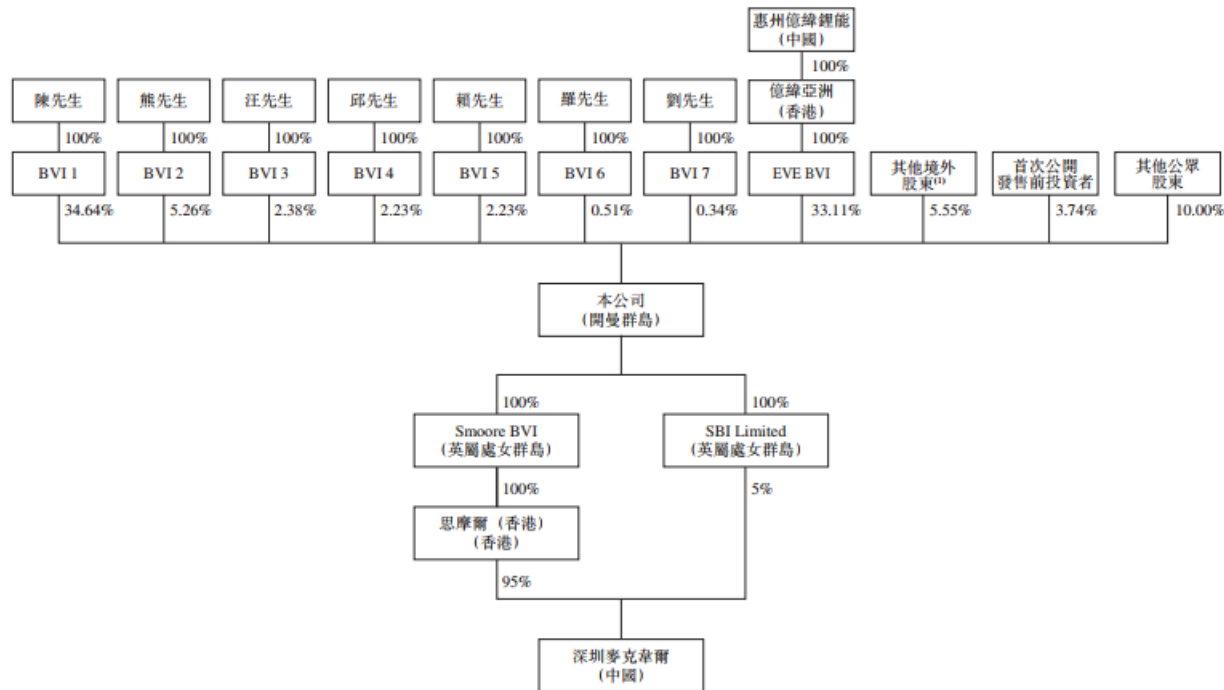 惠州億緯鋰能
(中國)
100%
陳先生
熊先生
汪先生
邱先生
賴先生
羅先生
劉先生
億緯亞洲
(香港)
100%
100%
100%
100%
100%
100%
100%
100%
BVI 1
BVI 2
BVI 3
BVI 4
BVI 5
BVI 6
BVI 7
EVE BVI
其他境外
股東(1)
首次公開
發售前投資者
其他公眾
股東
34.64%
5.26%
2.38%
2.23%
2.23%
0.51%
0.34%
33.11%
5.55%
3.74%
10.00%
本公司
(開曼群島)
100%
100%
Smoore BVI
(英屬處女群島)
SBI Limited
(英屬處女群島)
100%
5%
思摩爾 (香港)
(香港)
95%
深圳麥克韋爾
(中國)